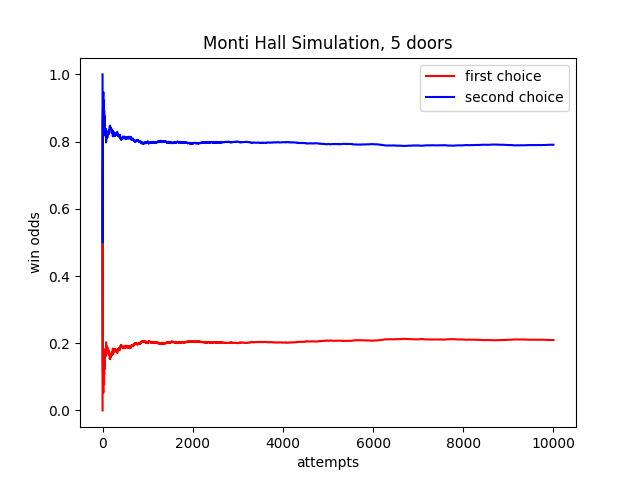 Monti Hall Simulation, 5 doors
first choice
second choice
1.0
0.8
0.6
0.4
0.2
0.0
win odds
0 2000 4000 6000 8000 10000
attempts